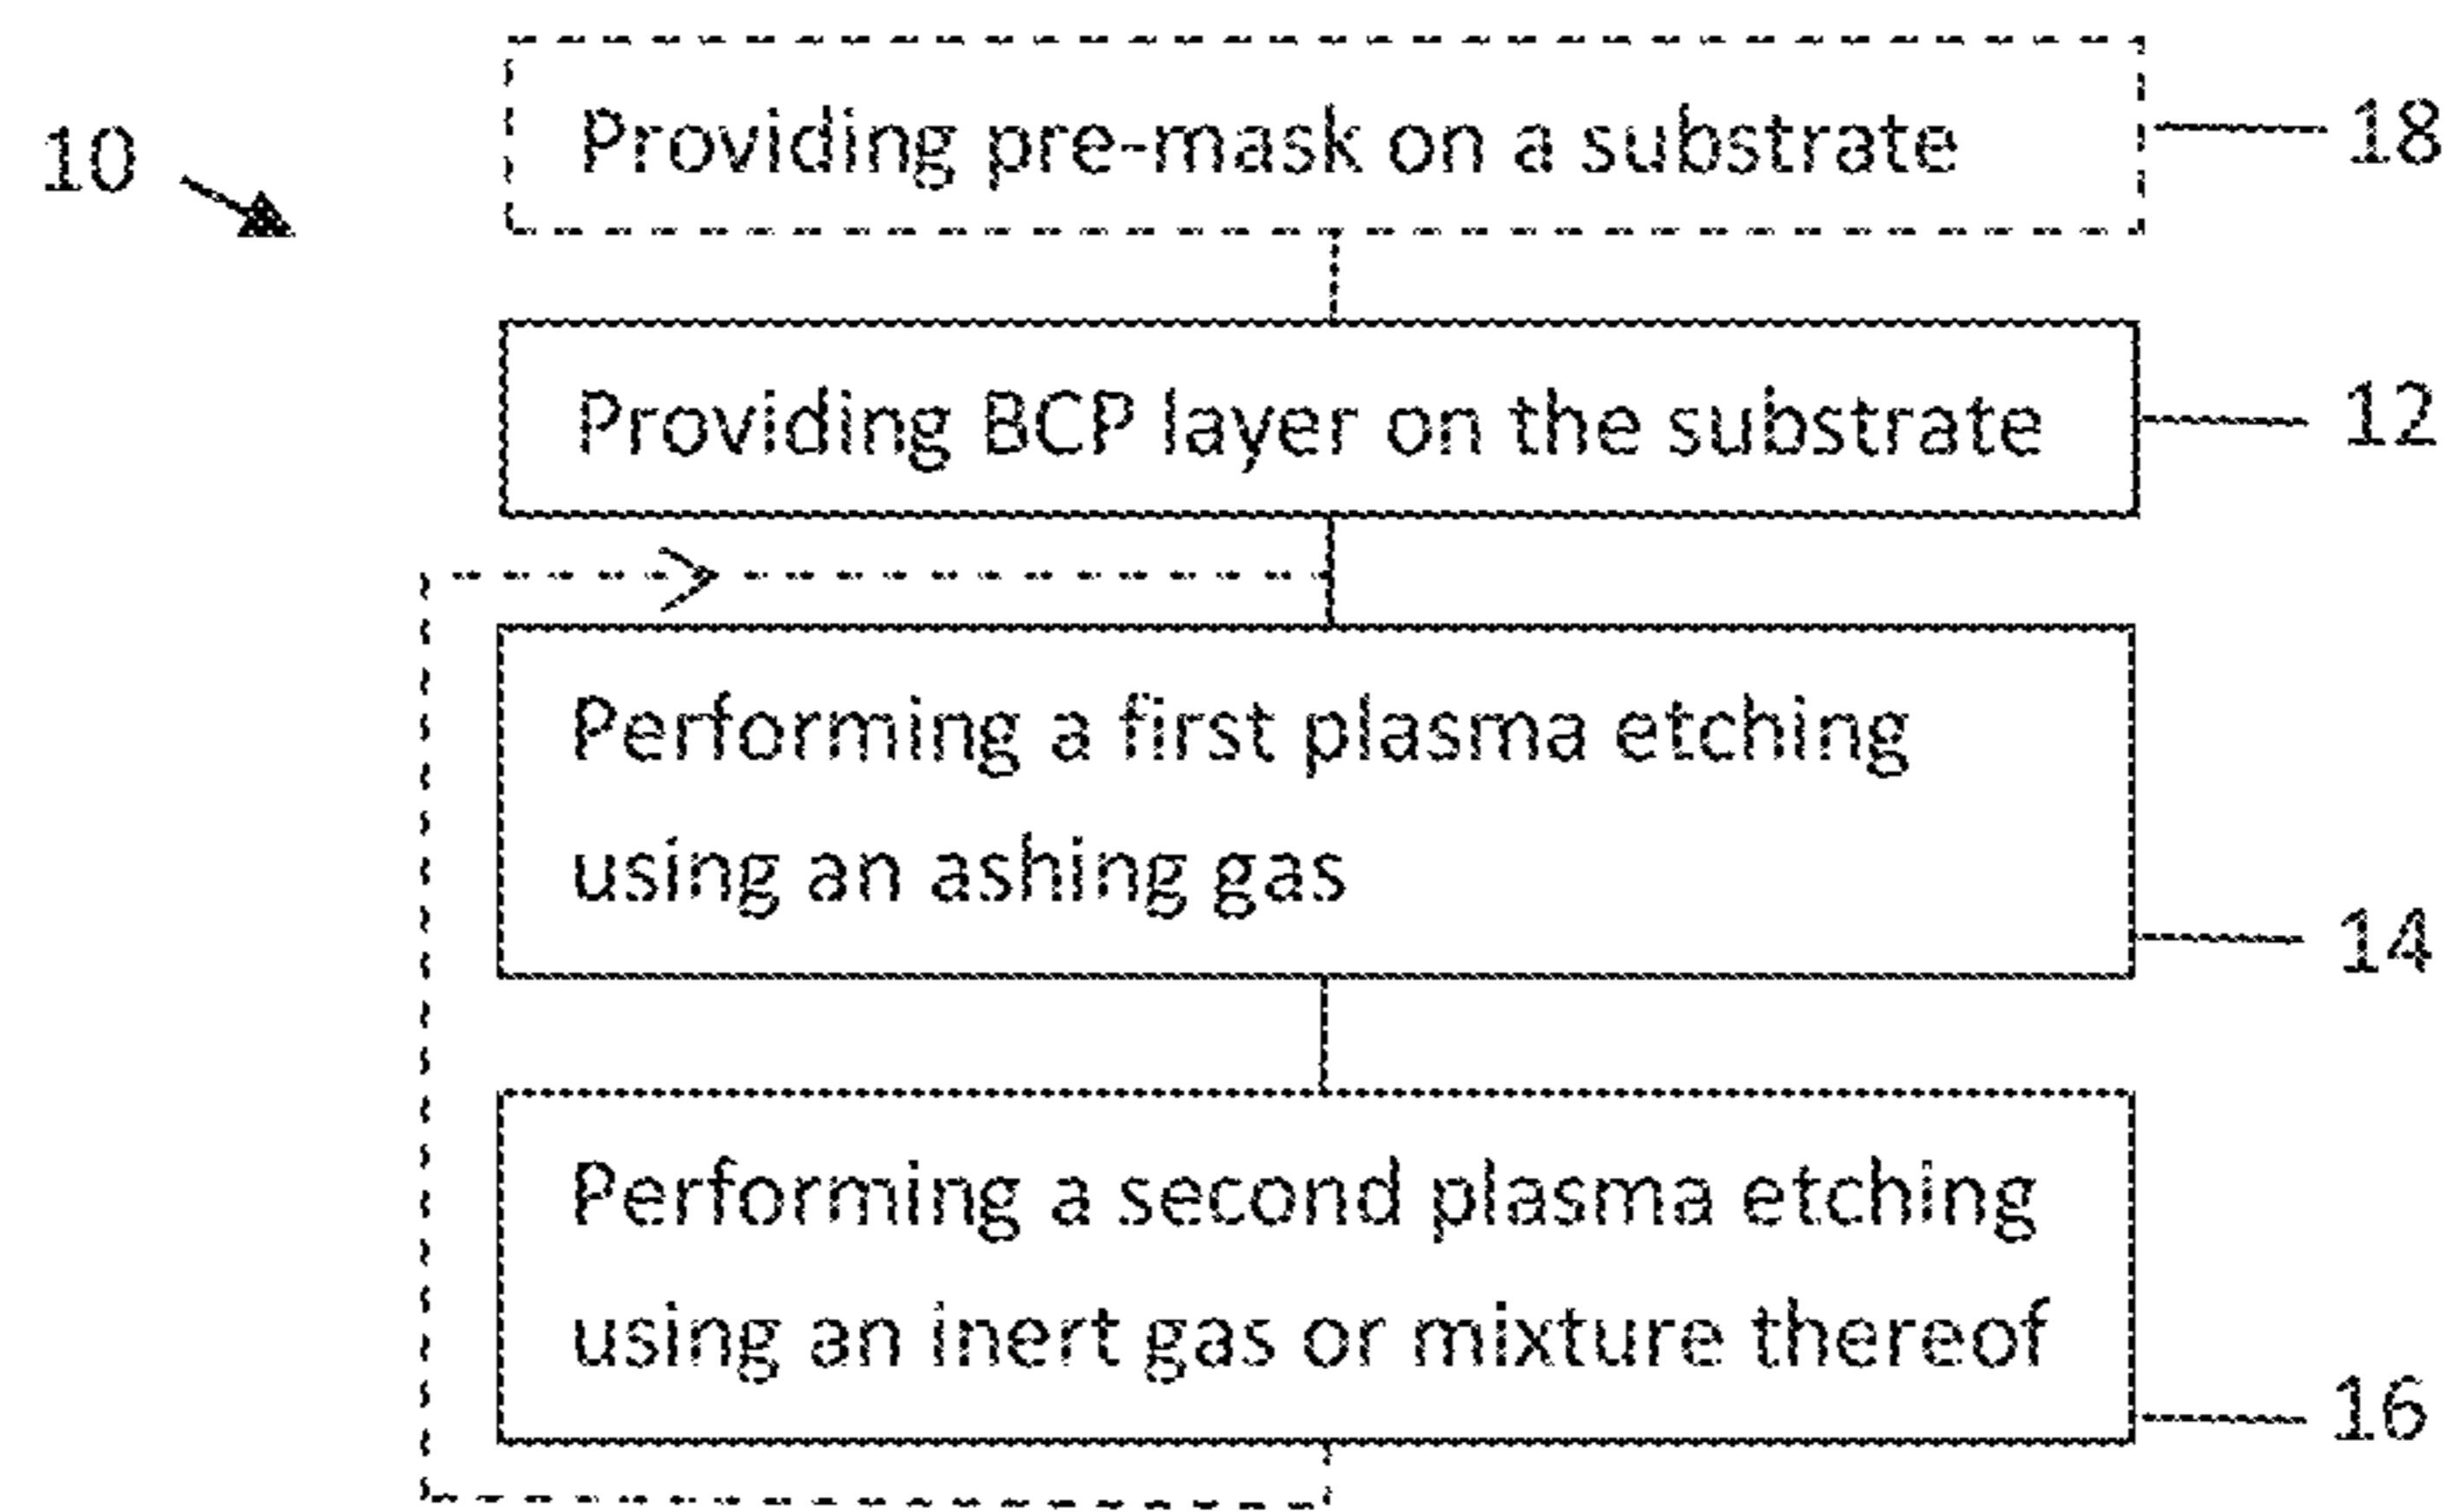 10
Providing pre-mask on a substrate
18
Providing BCP layer on the substrate
12
Performing a first plasma etching
using an ashing gas
14
Performing a second plasma etching
using an inert gas or mixture thereof
16